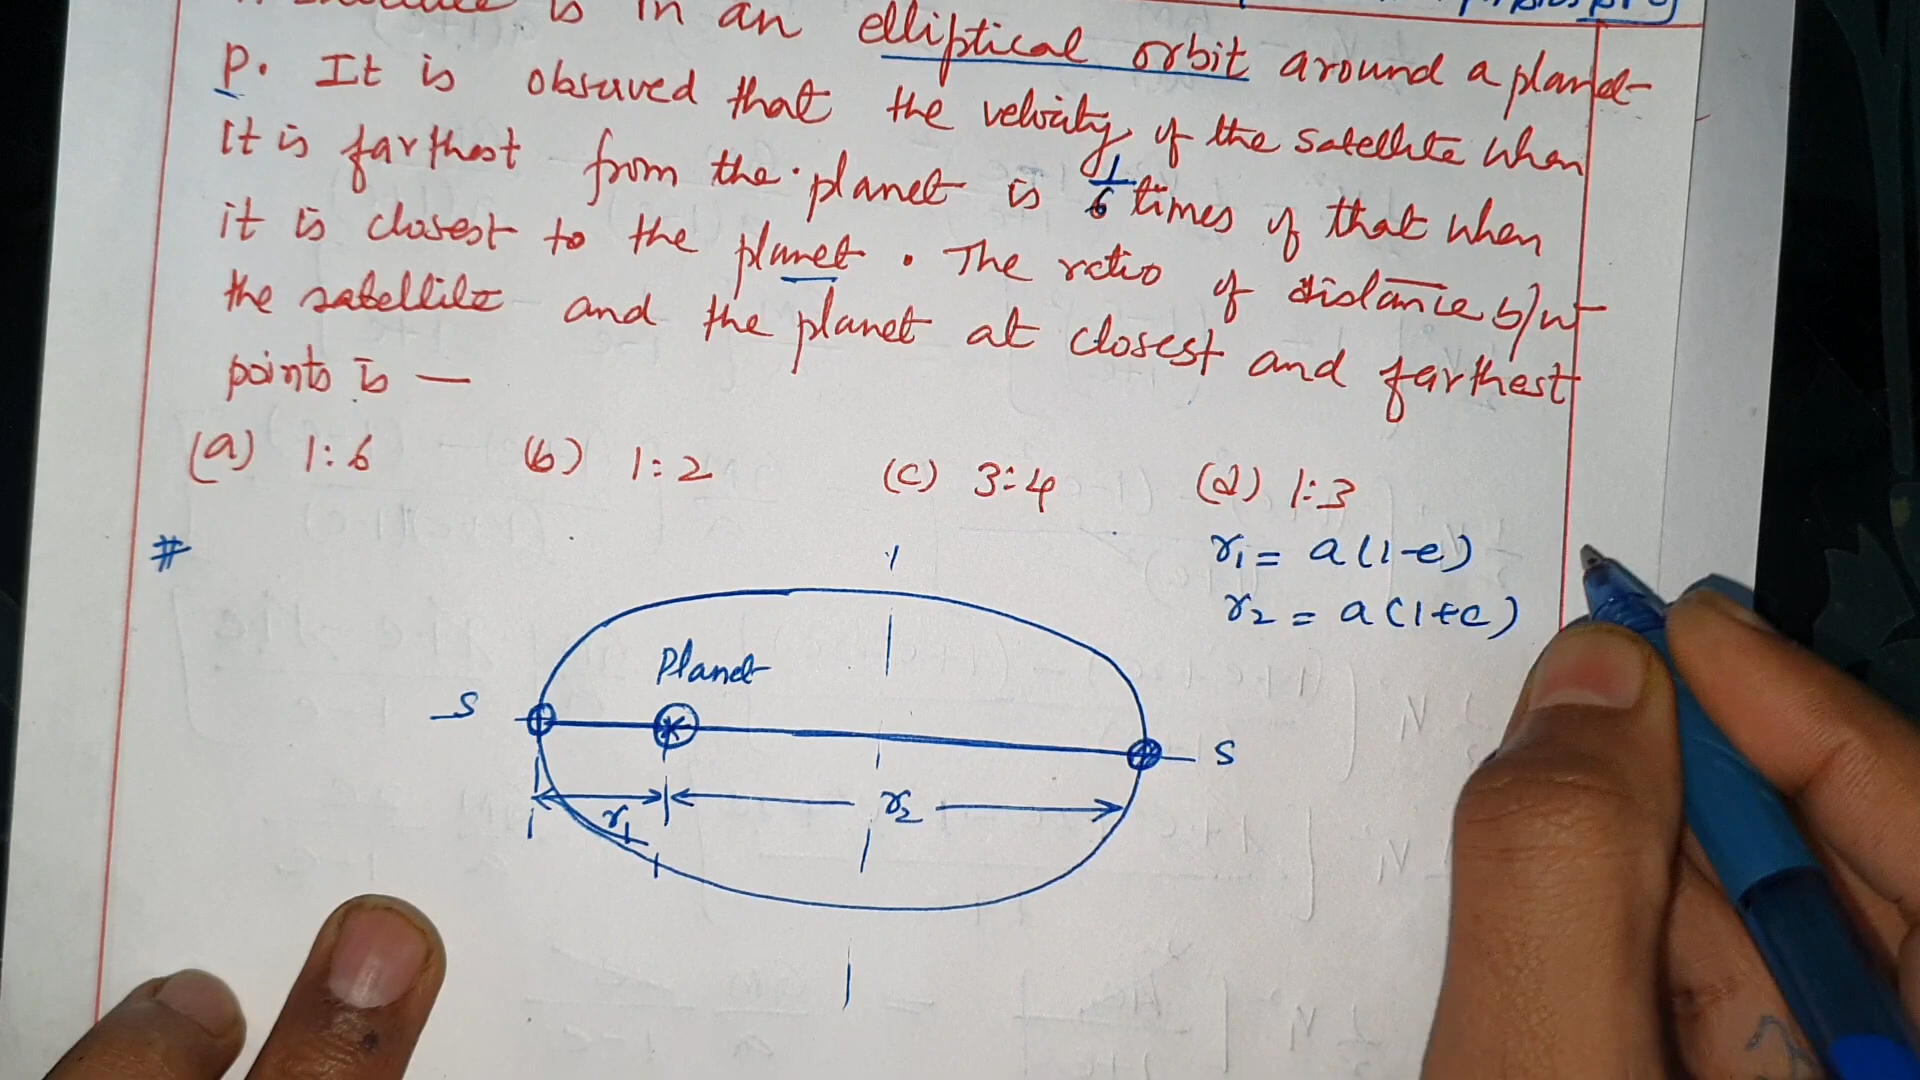 is in an elliptical orbit around a planet
P. It is observed that the velocity of the satellite when
It is farthest from the planet is 1/6 times of that when
it is closest to the planet. The ratio of distance b/w
the satellite and the planet at closest and farthest
points is —
(a) 1:6 (b) 1:2 (c) 3:4 (d) 1:3
#
r₁ = a(1-e)
r₂ = a(1+e)
Planet
S
S
r₁
r₂